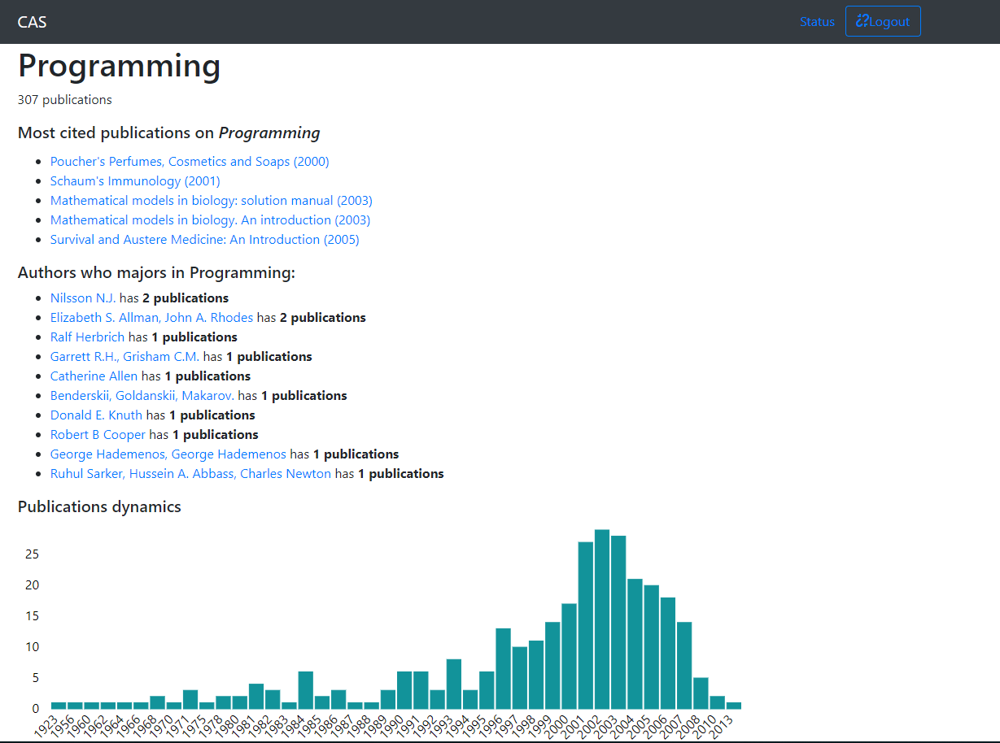 CAS
Status
Logout
Programming
307 publications
Most cited publications on Programming
Poucher's Perfumes, Cosmetics and Soaps (2000)
Schaum's Immunology (2001)
Mathematical models in biology: solution manual (2003)
Mathematical models in biology. An introduction (2003)
Survival and Austere Medicine: An Introduction (2005)
Authors who majors in Programming:
Nilsson N.J. has 2 publications
Elizabeth S. Allman, John A. Rhodes has 2 publications
Ralf Herbrich has 1 publications
Garrett R.H., Grisham C.M. has 1 publications
Catherine Allen has 1 publications
Benderskii, Goldanskii, Makarov. has 1 publications
Donald E. Knuth has 1 publications
Robert B Cooper has 1 publications
George Hademenos, George Hademenos has 1 publications
Ruhul Sarker, Hussein A. Abbass, Charles Newton has 1 publications
Publications dynamics
25
20
15
10
5
0
1923 1956 1960 1962 1964 1966 1968 1970 1971 1975 1978 1980 1981 1982 1983 1984 1985 1986 1987 1988 1989 1990 1991 1992 1993 1994 1995 1996 1997 1998 1999 2000 2001 2002 2003 2004 2005 2006 2007 2008 2010 2013